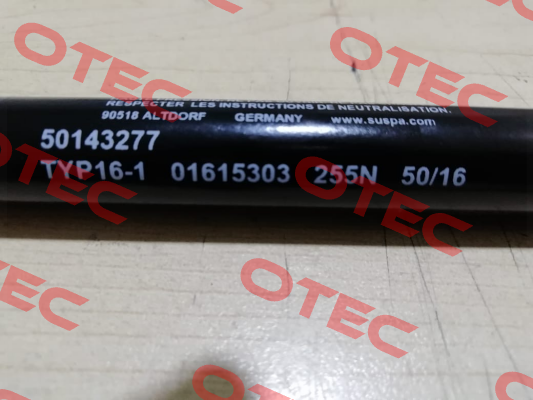 OTEC
RESPECTER LES INSTRUCTIONS DE NEUTRALISATION.
90518 ALTDORF GERMANY www.suspa.com
50143277
TYP16-1 01615303 255N 50/16
OTEC
OTEC
OTEC
OTEC
OTEC